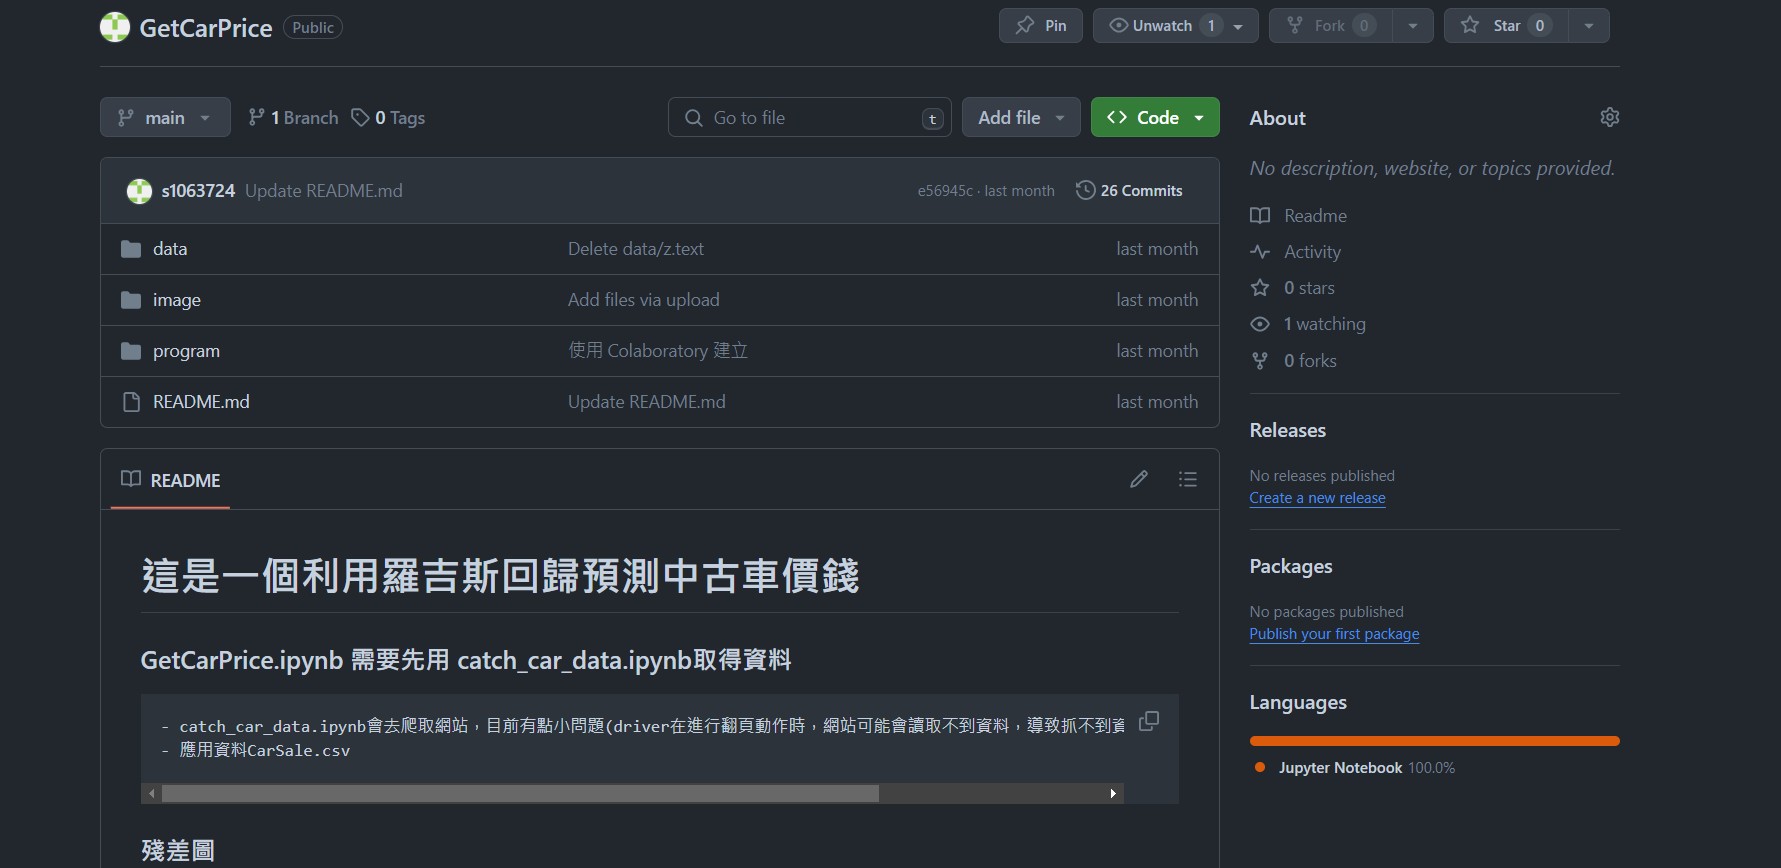 GetCarPrice Public
Pin
Unwatch 1
Fork 0
Star 0
main
1 Branch
0 Tags
Go to file t
Add file
Code
s1063724 Update README.md e56945c · last month 26 Commits
data Delete data/z.text last month
image Add files via upload last month
program 使用 Colaboratory 建立 last month
README.md Update README.md last month
README
這是一個利用羅吉斯回歸預測中古車價錢
GetCarPrice.ipynb 需要先用 catch_car_data.ipynb取得資料
- catch_car_data.ipynb會去爬取網站，目前有點小問題(driver在進行翻頁動作時，網站可能會讀取不到資料，導致抓不到資
- 應用資料CarSale.csv
殘差圖
About
No description, website, or topics provided.
Readme
Activity
0 stars
1 watching
0 forks
Releases
No releases published
Create a new release
Packages
No packages published
Publish your first package
Languages
Jupyter Notebook 100.0%